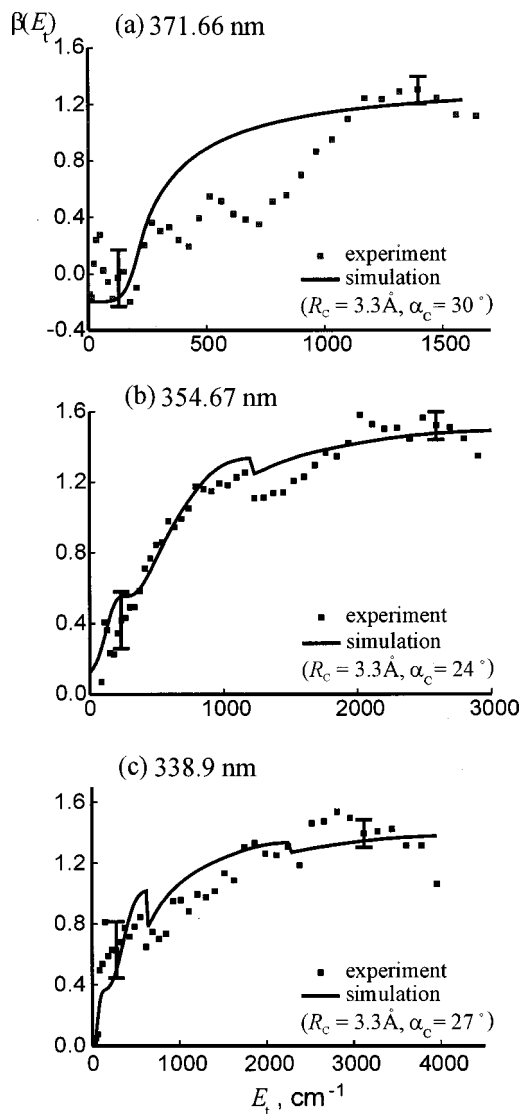 β(Eₜ)
(a) 371.66 nm
1.6
1.2
0.8
0.4
0.0
-0.4
experiment
simulation
(R_C = 3.3Å, α_C = 30°)
0
500
1000
1500
(b) 354.67 nm
1.6
1.2
0.8
0.4
0.0
experiment
simulation
(R_C = 3.3Å, α_C = 24°)
0
1000
2000
3000
(c) 338.9 nm
1.6
1.2
0.8
0.4
0.0
experiment
simulation
(R_C = 3.3Å, α_C = 27°)
0
1000
2000
3000
4000
Eₜ , cm⁻¹